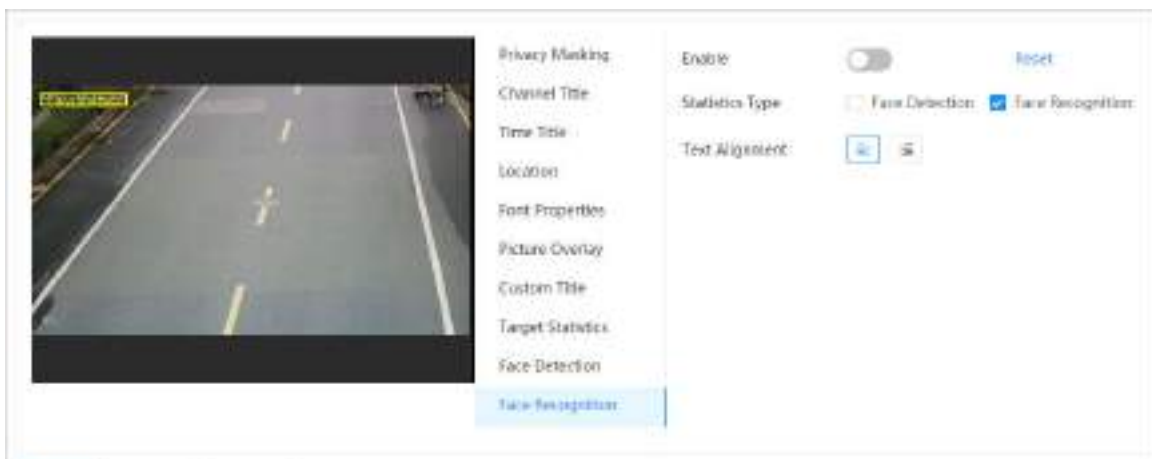 Privacy Masking
Channel Title
Time Title
Location
Font Properties
Picture Overlay
Custom Title
Target Statistics
Face Detection
Face Recognition
Enable
Reset
Statistics Type
Face Detection
Face Recognition
Text Alignment